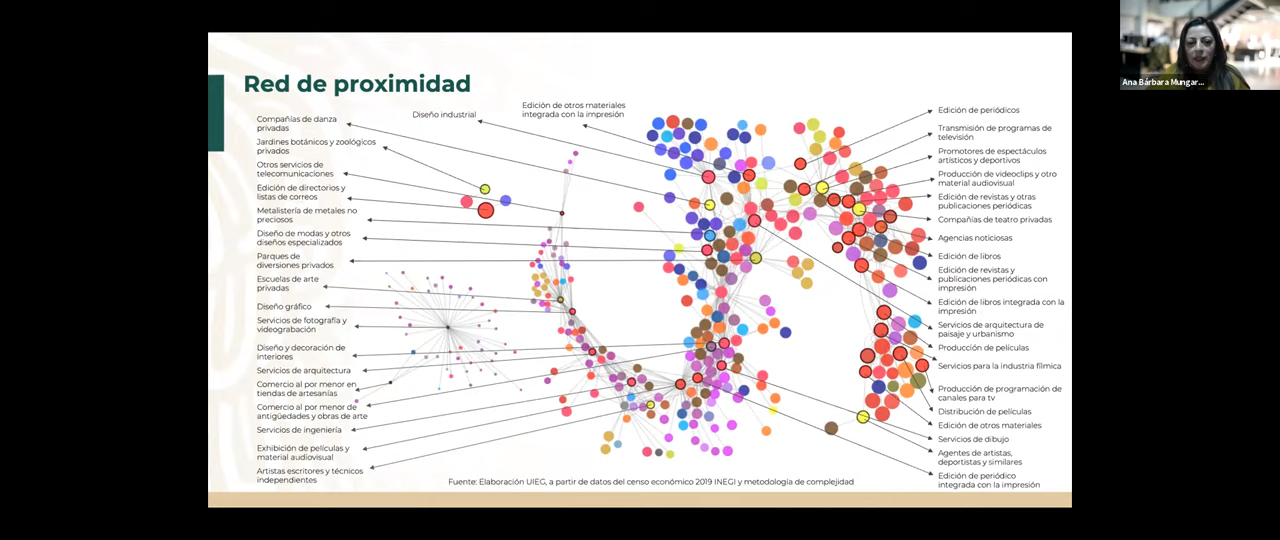 Ana Bárbara Mungar...
Red de proximidad
Compañías de danza
privadas
Jardines botánicos y zoológicos
privados
Otros servicios de
telecomunicaciones
Edición de directorios y
listas de correos
Metalistería de metales no
preciosos
Diseño de modas y otros
diseños especializados
Parques de
diversiones privados
Escuelas de arte
privadas
Diseño gráfico
Servicios de fotografía y
videograbación
Diseño y decoración de
interiores
Servicios de arquitectura
Comercio al por menor en
tiendas de artesanías
Comercio al por menor de
antigüedades y obras de arte
Servicios de ingeniería
Exhibición de películas y
material audiovisual
Artistas escritores y técnicos
independientes
Diseño industrial
Edición de otros materiales
integrada con la impresión
Edición de periódicos
Transmisión de programas de
televisión
Promotores de espectáculos
artísticos y deportivos
Producción de videoclips y otro
material audiovisual
Edición de revistas y otras
publicaciones periódicas
Compañías de teatro privadas
Agencias noticiosas
Edición de libros
Edición de revistas y
publicaciones periódicas con
impresión
Edición de libros integrada con la
impresión
Servicios de arquitectura de
paisaje y urbanismo
Producción de películas
Servicios para la industria fílmica
Producción de programación de
canales para tv
Distribución de películas
Edición de otros materiales
Servicios de dibujo
Agentes de artistas,
deportistas y similares
Edición de periódico
integrada con la impresión
Fuente: Elaboración UIEG, a partir de datos del censo económico 2019 INEGI y metodología de complejidad